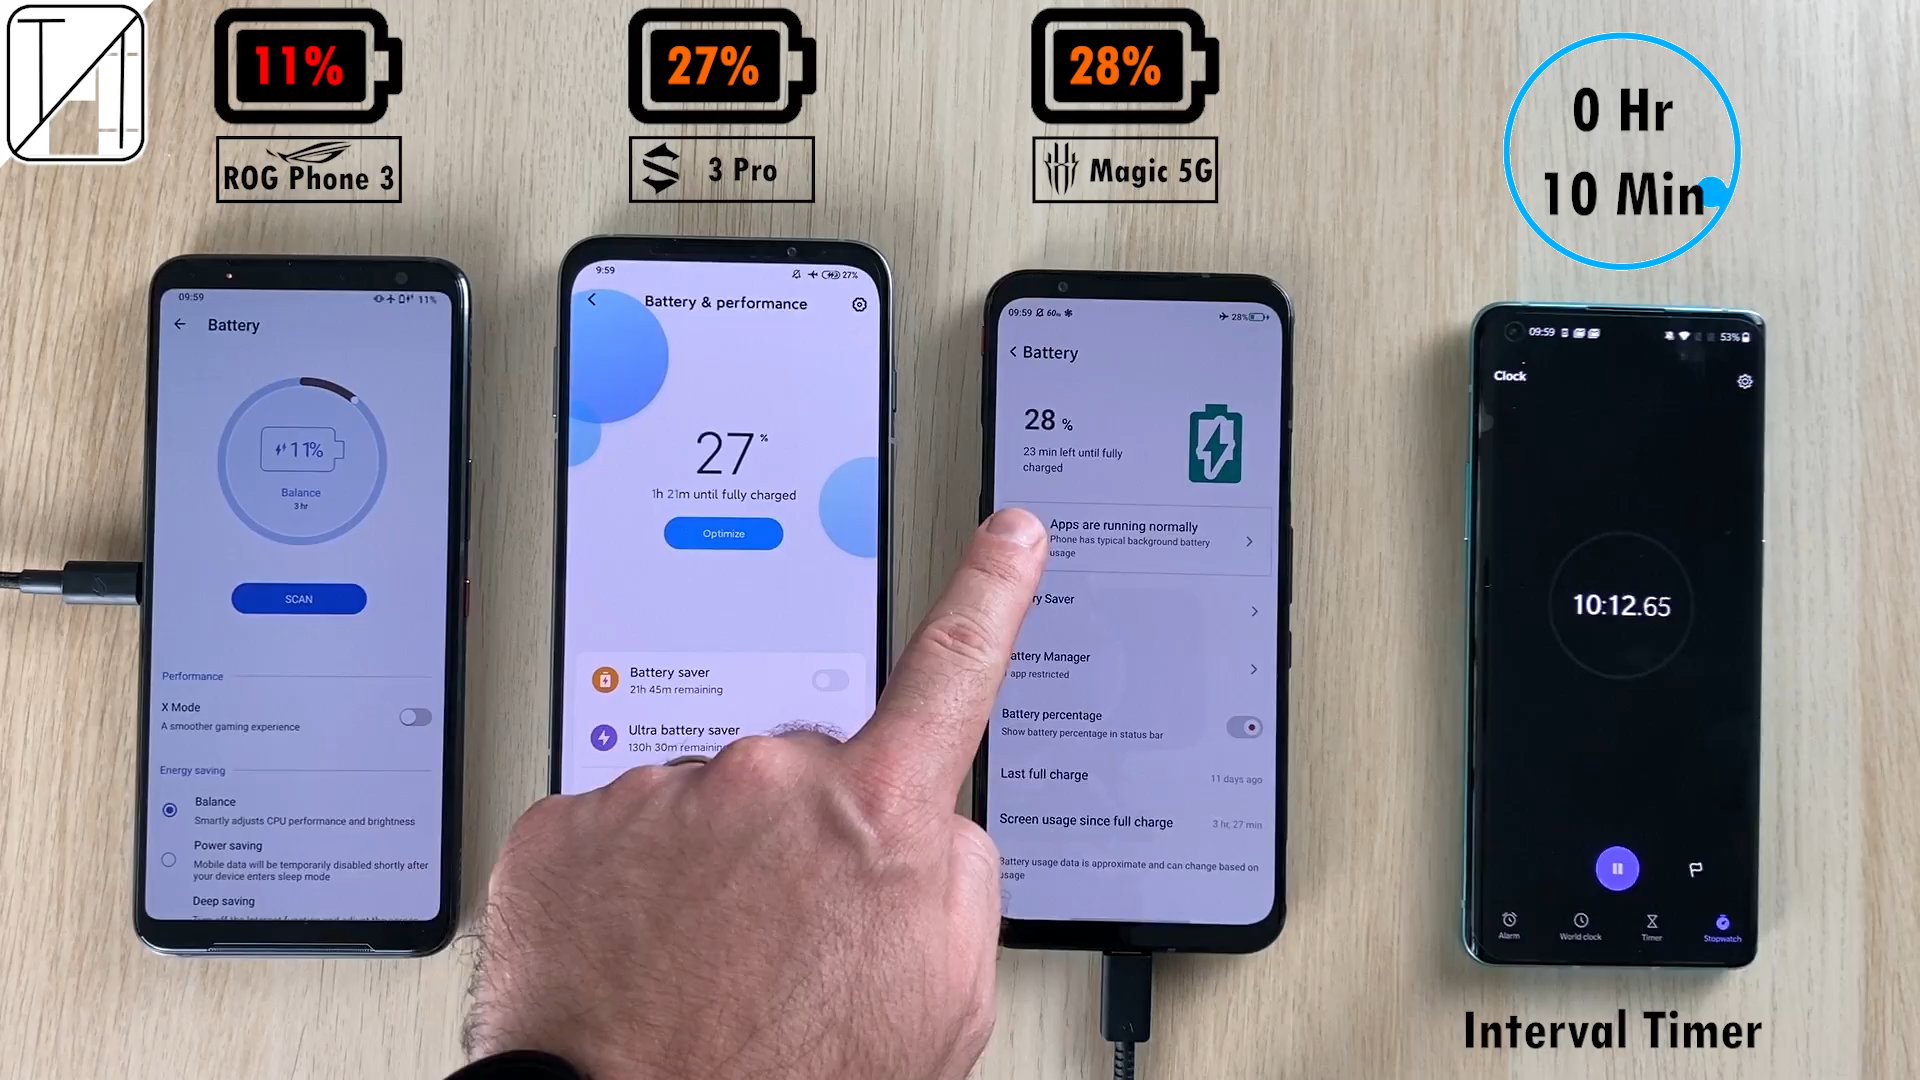 11%
27%
28%
0 Hr
10 Min
ROG Phone 3
3 Pro
Magic 5G
09:59
11%
Battery
11%
Balance
3 hr
SCAN
Performance
X Mode
A smoother gaming experience
Energy saving
Balance
Smartly adjusts CPU performance and brightness
Power saving
Mobile data will be temporarily disabled shortly after
your device enters sleep mode
Deep saving
9:59
27%
Battery & performance
27%
1h 21m until fully charged
Optimize
Battery saver
21h 45m remaining
Ultra battery saver
130h 30m remaining
09:59
28%
Battery
28 %
23 min left until fully
charged
Apps are running normally
Phone has typical background battery
usage
ry Saver
attery Manager
app restricted
Battery percentage
Show battery percentage in status bar
Last full charge
11 days ago
Screen usage since full charge
3 hr, 27 min
Battery usage data is approximate and can change based on
usage
09:59
53%
Clock
10:12.65
Alarm
World clock
Timer
Stopwatch
Interval Timer